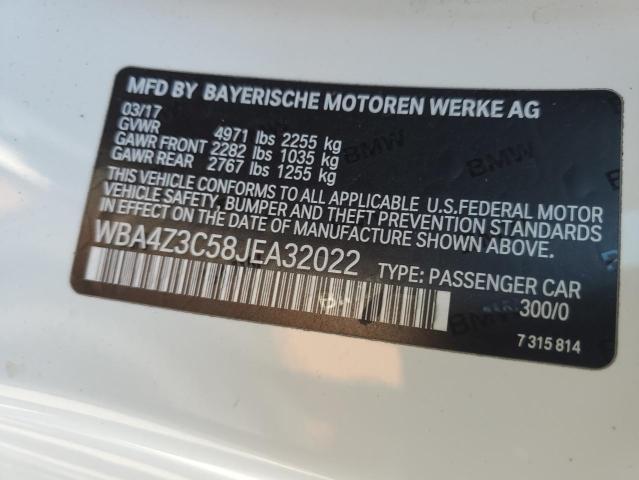 MFD BY BAYERISCHE MOTOREN WERKE AG
03/17
GVWR 4971 lbs 2255 kg
GAWR FRONT 2282 lbs 1035 kg
GAWR REAR 2767 lbs 1255 kg
THIS VEHICLE CONFORMS TO ALL APPLICABLE U.S.FEDERAL MOTOR
VEHICLE SAFETY, BUMPER AND THEFT PREVENTION STANDARDS
IN EFFECT ON THE DATE OF MANUFACTURE SHOWN ABOVE.
WBA4Z3C58JEA32022 TYPE: PASSENGER CAR
300/0
7 315 814